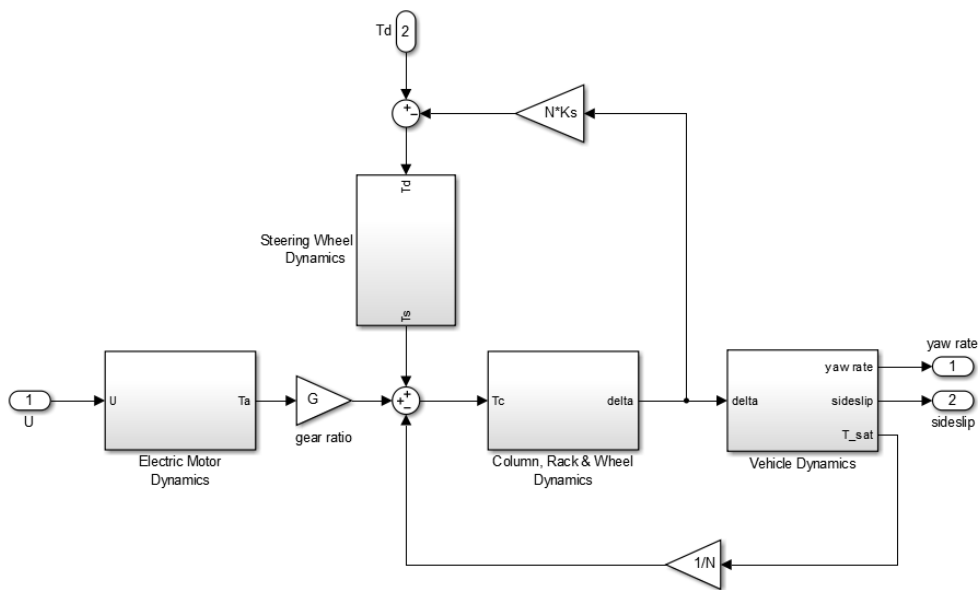 Td
2
+
−
N*Ks
Td
Steering Wheel
Dynamics
Ts
yaw rate
yaw rate
1
1
U
U
Ta
G
+
+
−
Tc
delta
delta
sideslip
2
gear ratio
sideslip
T_sat
Electric Motor
Dynamics
Column, Rack & Wheel
Dynamics
Vehicle Dynamics
1/N